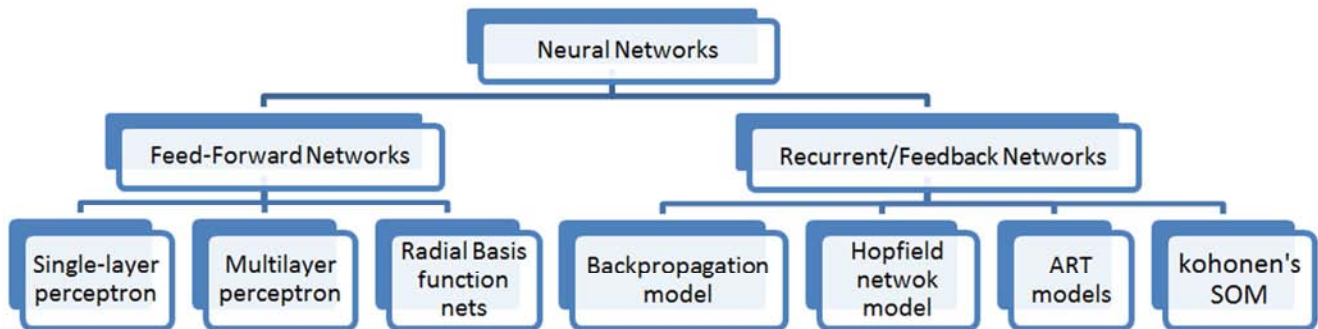 Neural Networks
Feed-Forward Networks
Recurrent/Feedback Networks
Single-layer
perceptron
Multilayer
perceptron
Radial Basis
function
nets
Backpropagation
model
Hopfield
netwok
model
ART
models
kohonen's
SOM